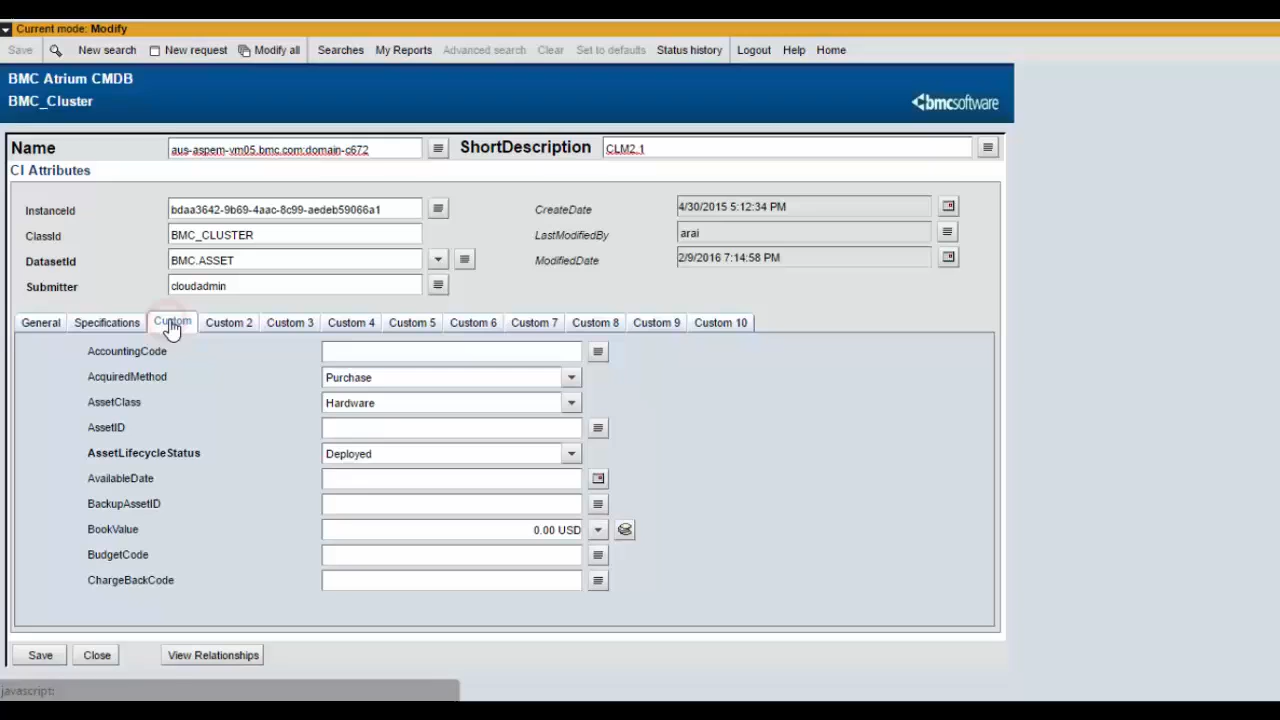 Current mode: Modify
Save New search New request Modify all Searches My Reports Advanced search Clear Set to defaults Status history Logout Help Home
BMC Atrium CMDB
BMC_Cluster
bmcsoftware
Name aus-aspem-vm05.bmc.com:domain-c672 ShortDescription CLM2.1
CI Attributes
InstanceId bdaa3642-9b69-4aac-8c99-aedeb59066a1 CreateDate 4/30/2015 5:12:34 PM
ClassId BMC_CLUSTER LastModifiedBy arai
DatasetId BMC.ASSET ModifiedDate 2/9/2016 7:14:58 PM
Submitter cloudadmin
General Specifications Custom Custom 2 Custom 3 Custom 4 Custom 5 Custom 6 Custom 7 Custom 8 Custom 9 Custom 10
AccountingCode
AcquiredMethod Purchase
AssetClass Hardware
AssetID
AssetLifecycleStatus Deployed
AvailableDate
BackupAssetID
BookValue 0.00 USD
BudgetCode
ChargeBackCode
Save Close View Relationships
javascript: